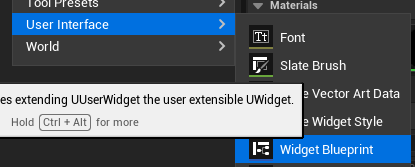 Tool Presets
User Interface
World
Materials
Font
Slate Brush
Vector Art Data
Widget Style
Widget Blueprint
es extending UUserWidget the user extensible UWidget.
Hold Ctrl + Alt for more